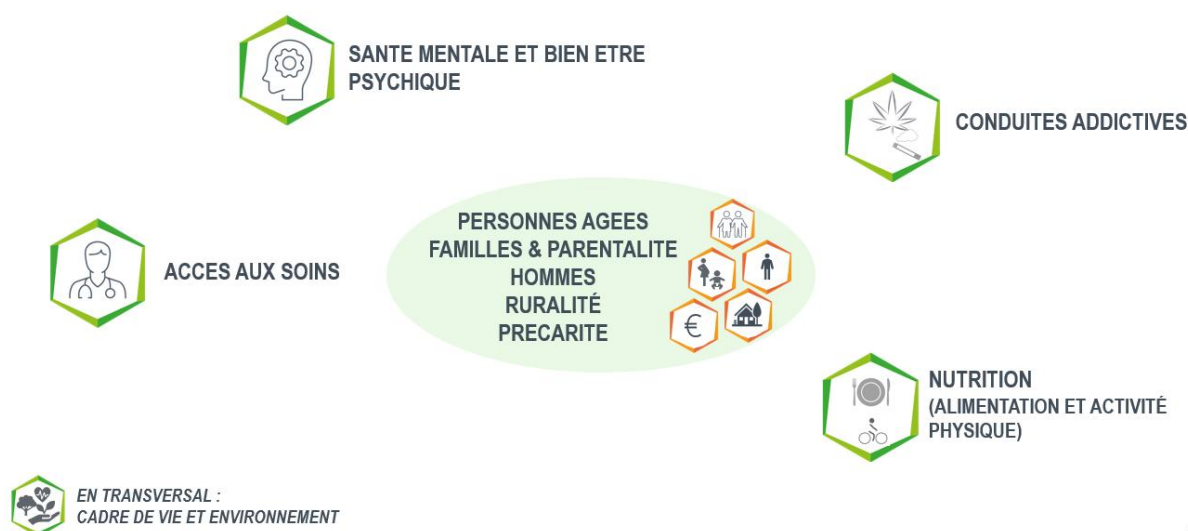 SANTE MENTALE ET BIEN ETRE
PSYCHIQUE
CONDUITES ADDICTIVES
PERSONNES AGEES
FAMILLES & PARENTALITE
HOMMES
RURALITÉ
PRECARITE
€
ACCES AUX SOINS
NUTRITION
(ALIMENTATION ET ACTIVITÉ
PHYSIQUE)
EN TRANSVERSAL :
CADRE DE VIE ET ENVIRONNEMENT